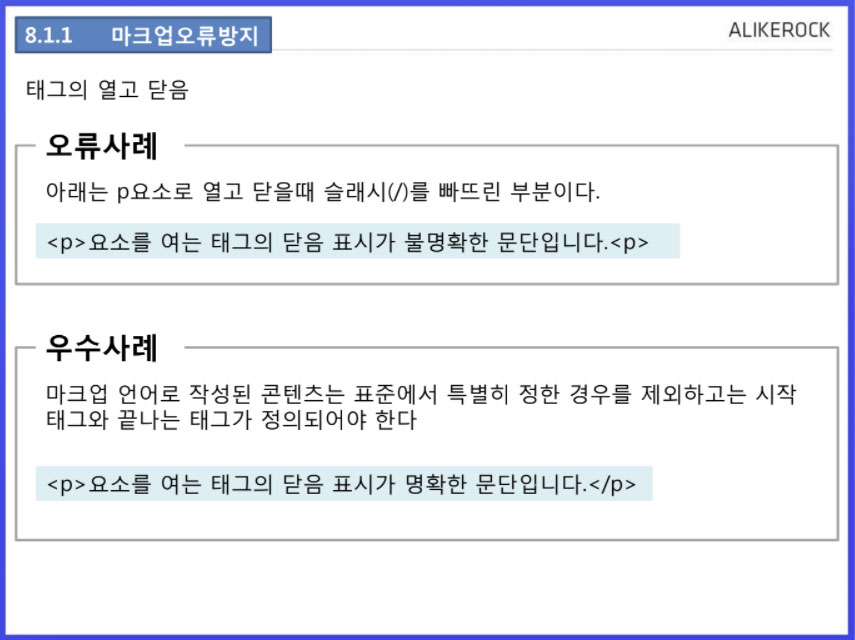 8.1.1 마크업오류방지
ALIKEROCK
태그의 열고 닫음
오류사례
아래는 p요소로 열고 닫을때 슬래시(/)를 빠뜨린 부분이다.
<p>요소를 여는 태그의 닫음 표시가 불명확한 문단입니다.<p>
우수사례
마크업 언어로 작성된 콘텐츠는 표준에서 특별히 정한 경우를 제외하고는 시작
태그와 끝나는 태그가 정의되어야 한다
<p>요소를 여는 태그의 닫음 표시가 명확한 문단입니다.</p>